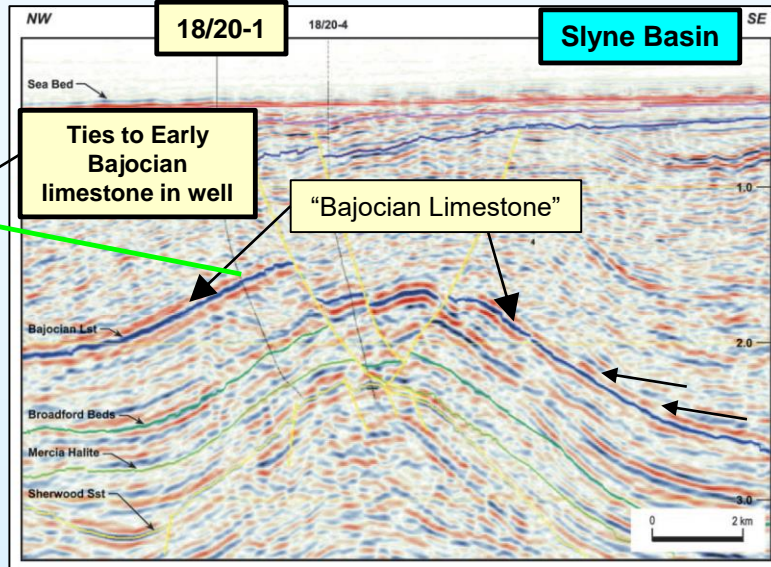 NW
18/20-1
18/20-4
Slyne Basin
SE
Sea Bed
Ties to Early
Bajocian
limestone in well
"Bajocian Limestone"
1.0
4
Bajocian Lst
2.0
Broadford Beds
Mercia Halite
Sherwood Sst
3.0
0 2 km